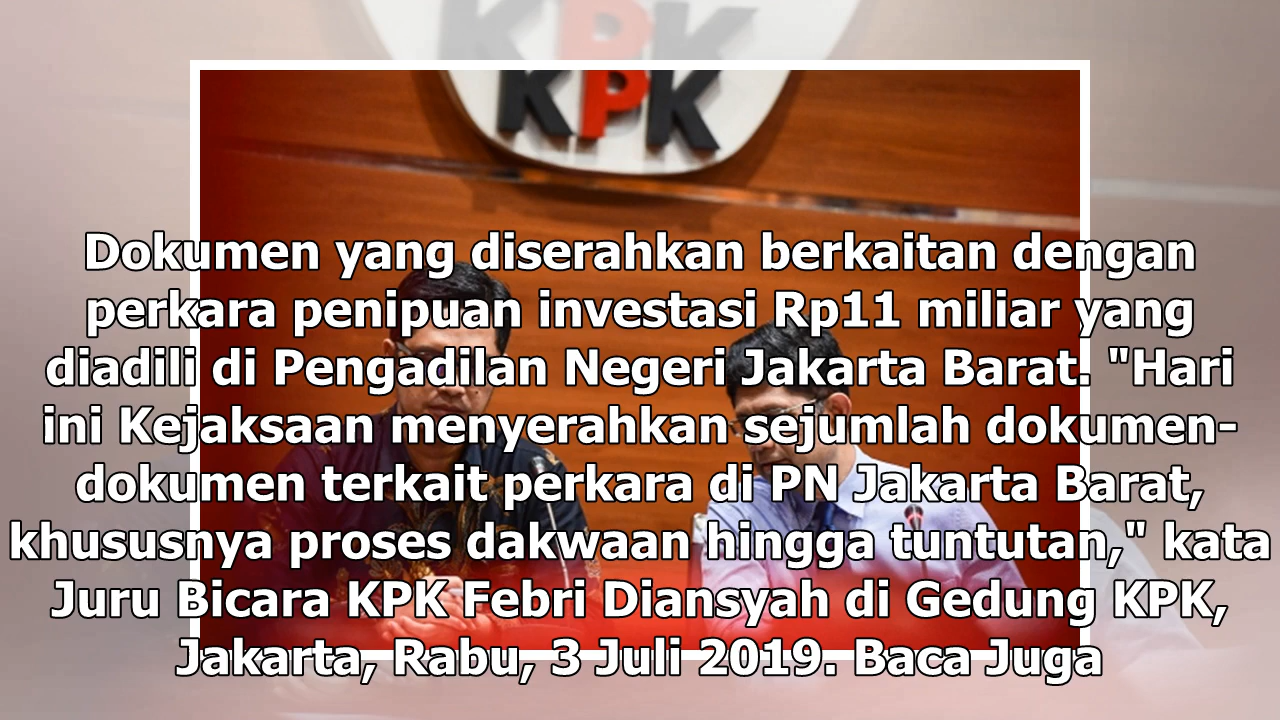 KPK
KPK
Dokumen yang diserahkan berkaitan dengan
perkara penipuan investasi Rp11 miliar yang
diadili di Pengadilan Negeri Jakarta Barat. "Hari
ini Kejaksaan menyerahkan sejumlah dokumen-
dokumen terkait perkara di PN Jakarta Barat,
khususnya proses dakwaan hingga tuntutan," kata
Juru Bicara KPK Febri Diansyah di Gedung KPK,
Jakarta, Rabu, 3 Juli 2019. Baca Juga